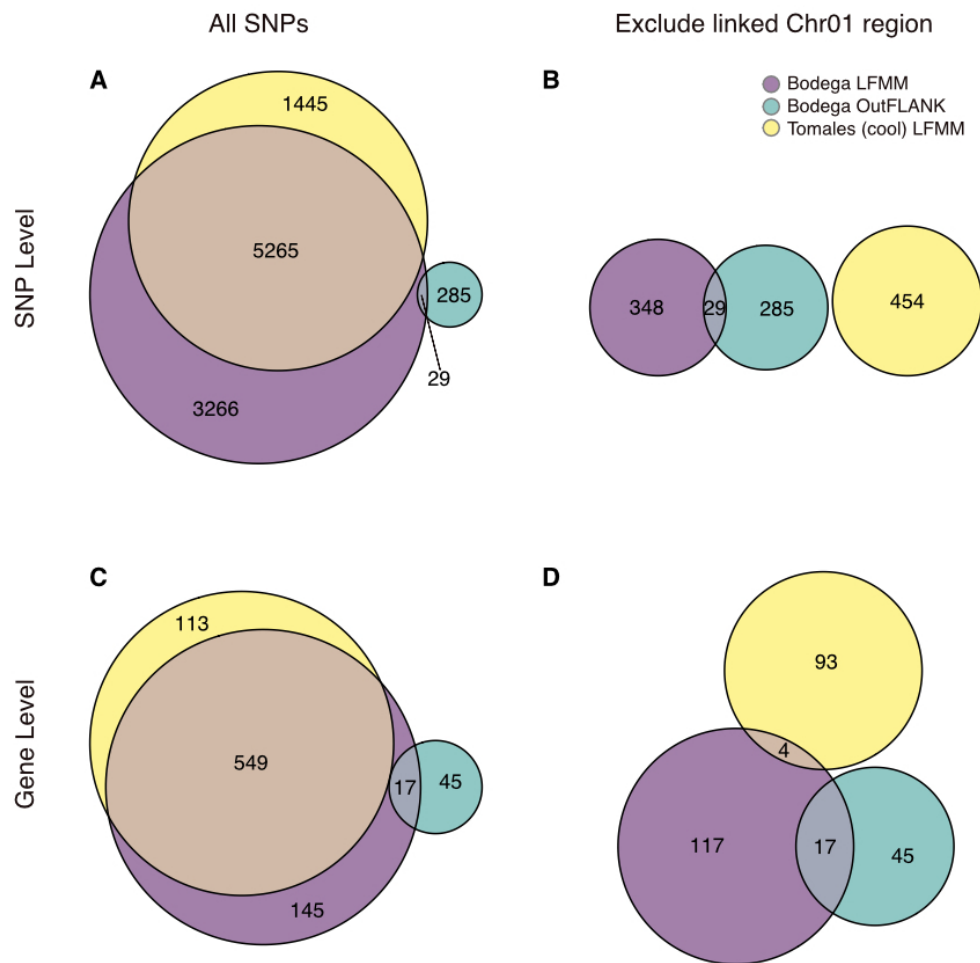 All SNPs
Exclude linked Chr01 region
SNP Level
A
1445
5265
285
29
3266
B
Bodega LFMM
Bodega OutFLANK
Tomales (cool) LFMM
348
29
285
454
Gene Level
C
113
549
17
45
145
D
93
4
117
17
45